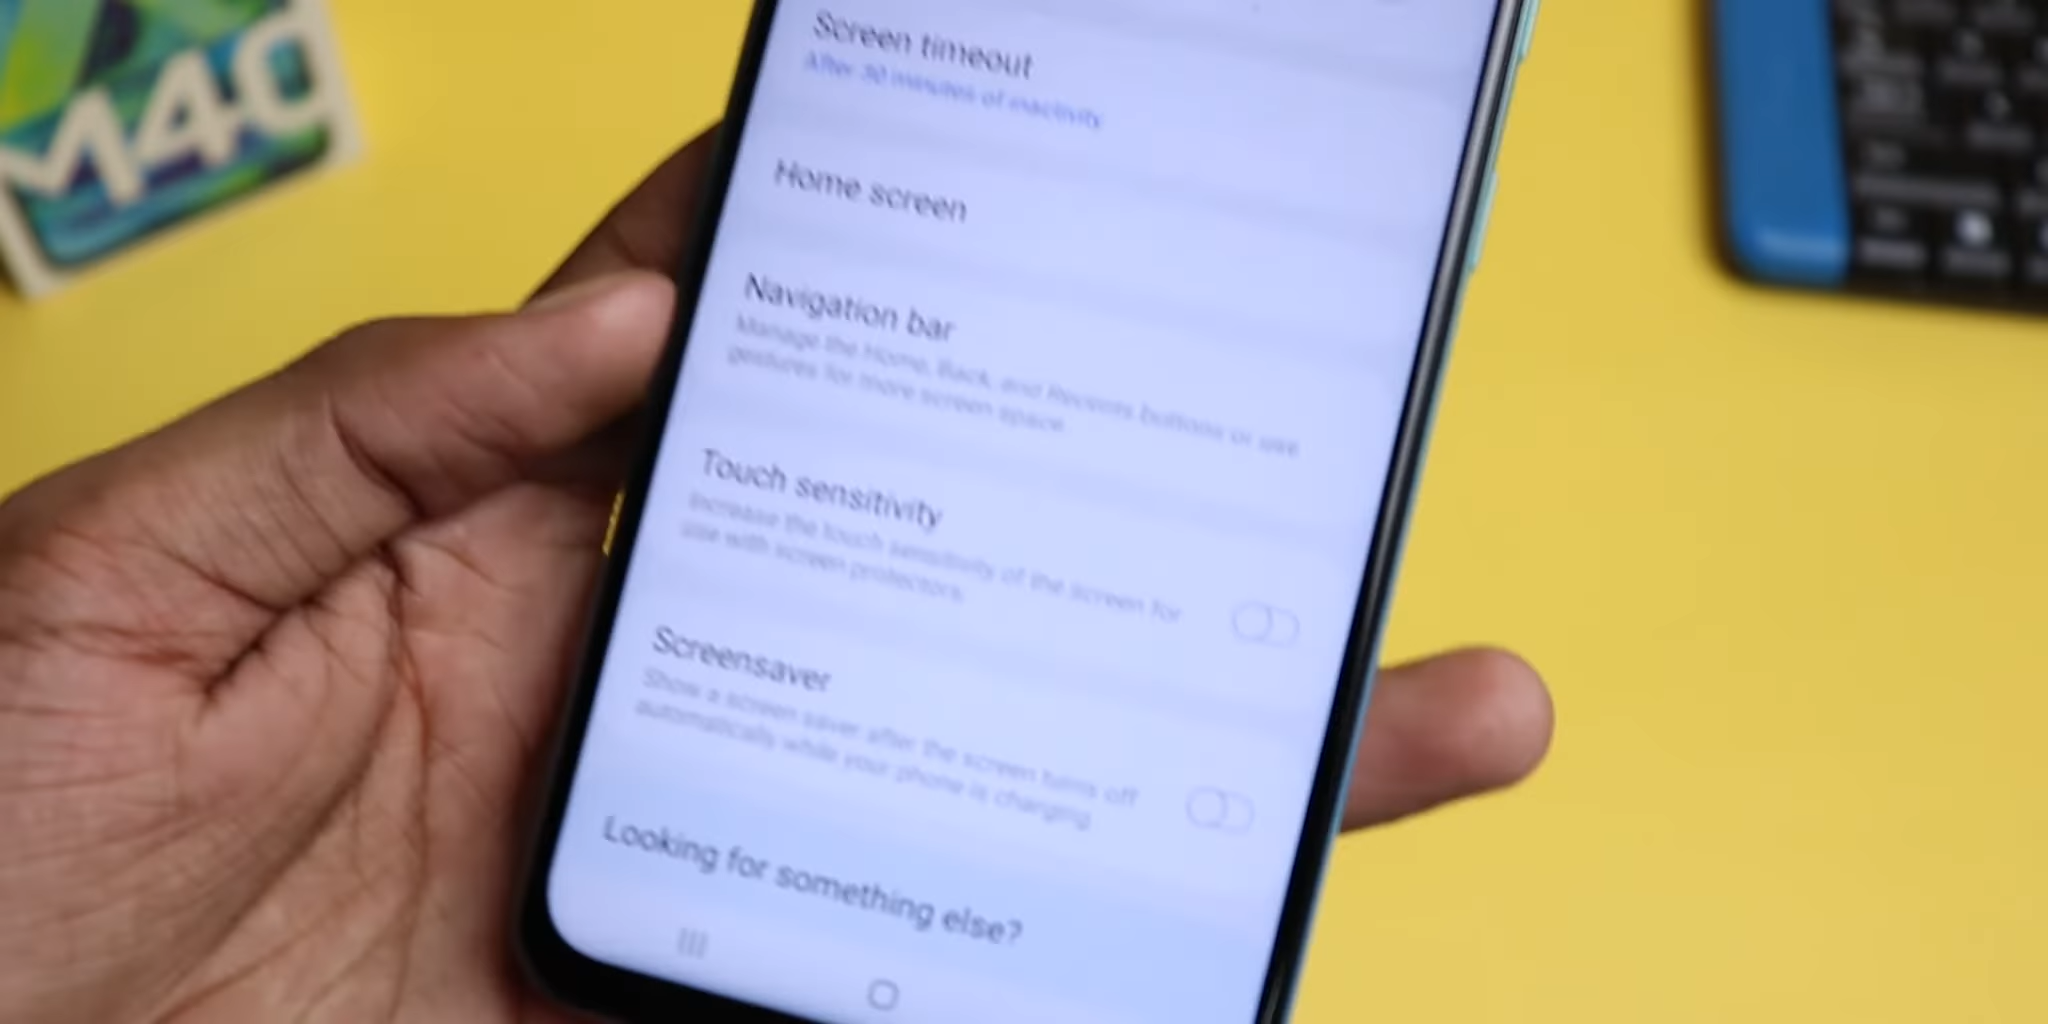 M40
Screen timeout
After 30 minutes of inactivity
Home screen
Navigation bar
Manage the Home, Back, and Recents buttons or use
gestures for more screen space.
Touch sensitivity
Increase the touch sensitivity of the screen for
use with screen protectors.
Screensaver
Show a screen saver after the screen turns off
automatically while your phone is charging.
Looking for something else?